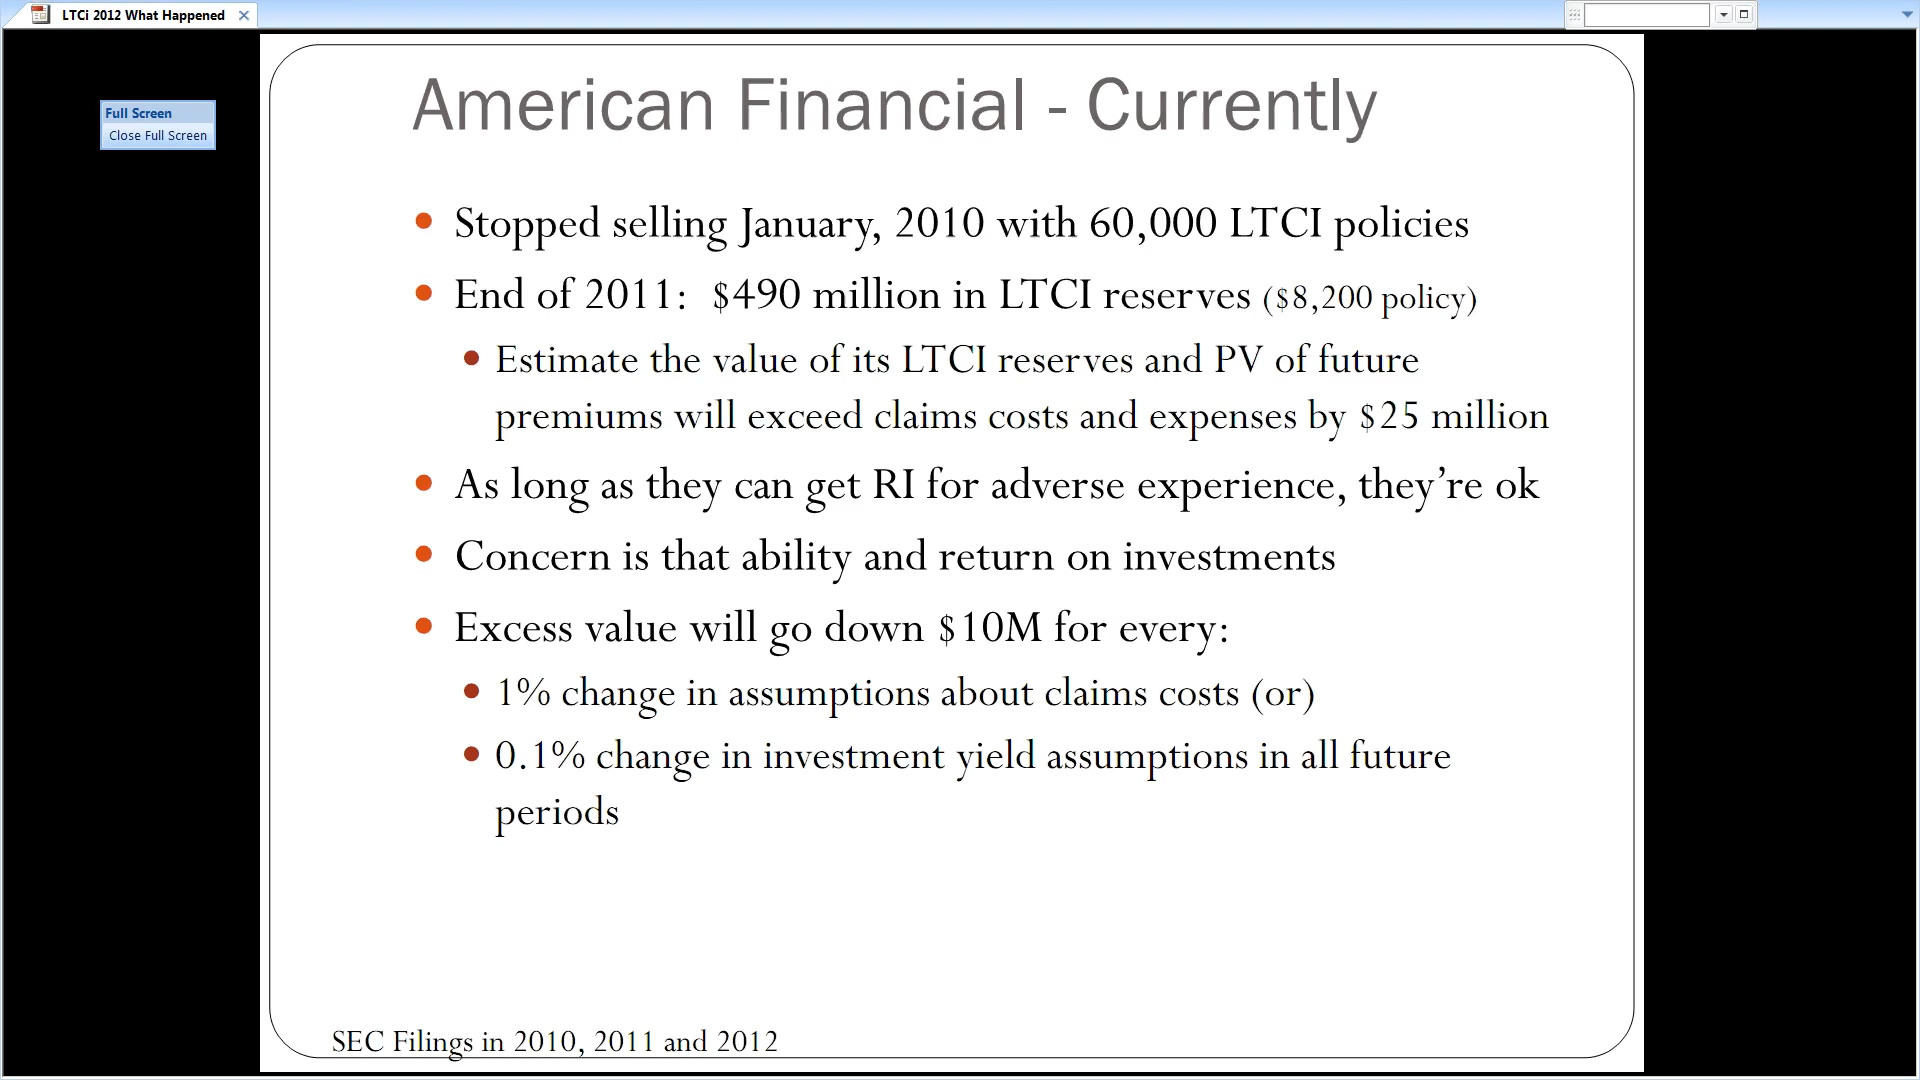 LTCi 2012 What Happened
Full Screen
Close Full Screen
American Financial - Currently
Stopped selling January, 2010 with 60,000 LTCI policies
End of 2011: $490 million in LTCI reserves ($8,200 policy)
Estimate the value of its LTCI reserves and PV of future
premiums will exceed claims costs and expenses by $25 million
As long as they can get RI for adverse experience, they're ok
Concern is that ability and return on investments
Excess value will go down $10M for every:
1% change in assumptions about claims costs (or)
0.1% change in investment yield assumptions in all future
periods
SEC Filings in 2010, 2011 and 2012